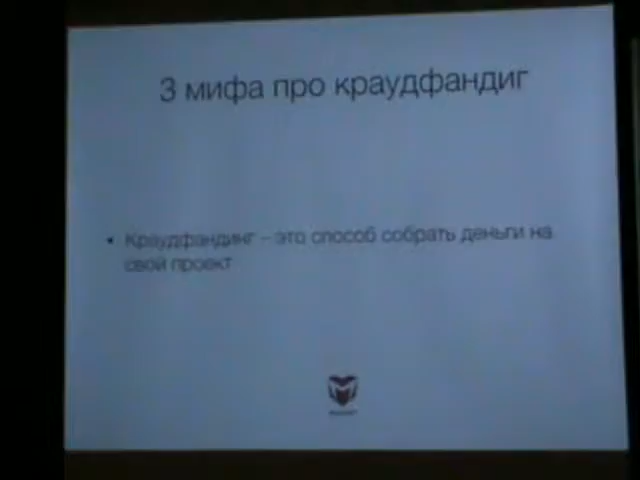 3 мифа про краудфандиг
• Краудфандинг – это способ собрать деньги на
свой проект